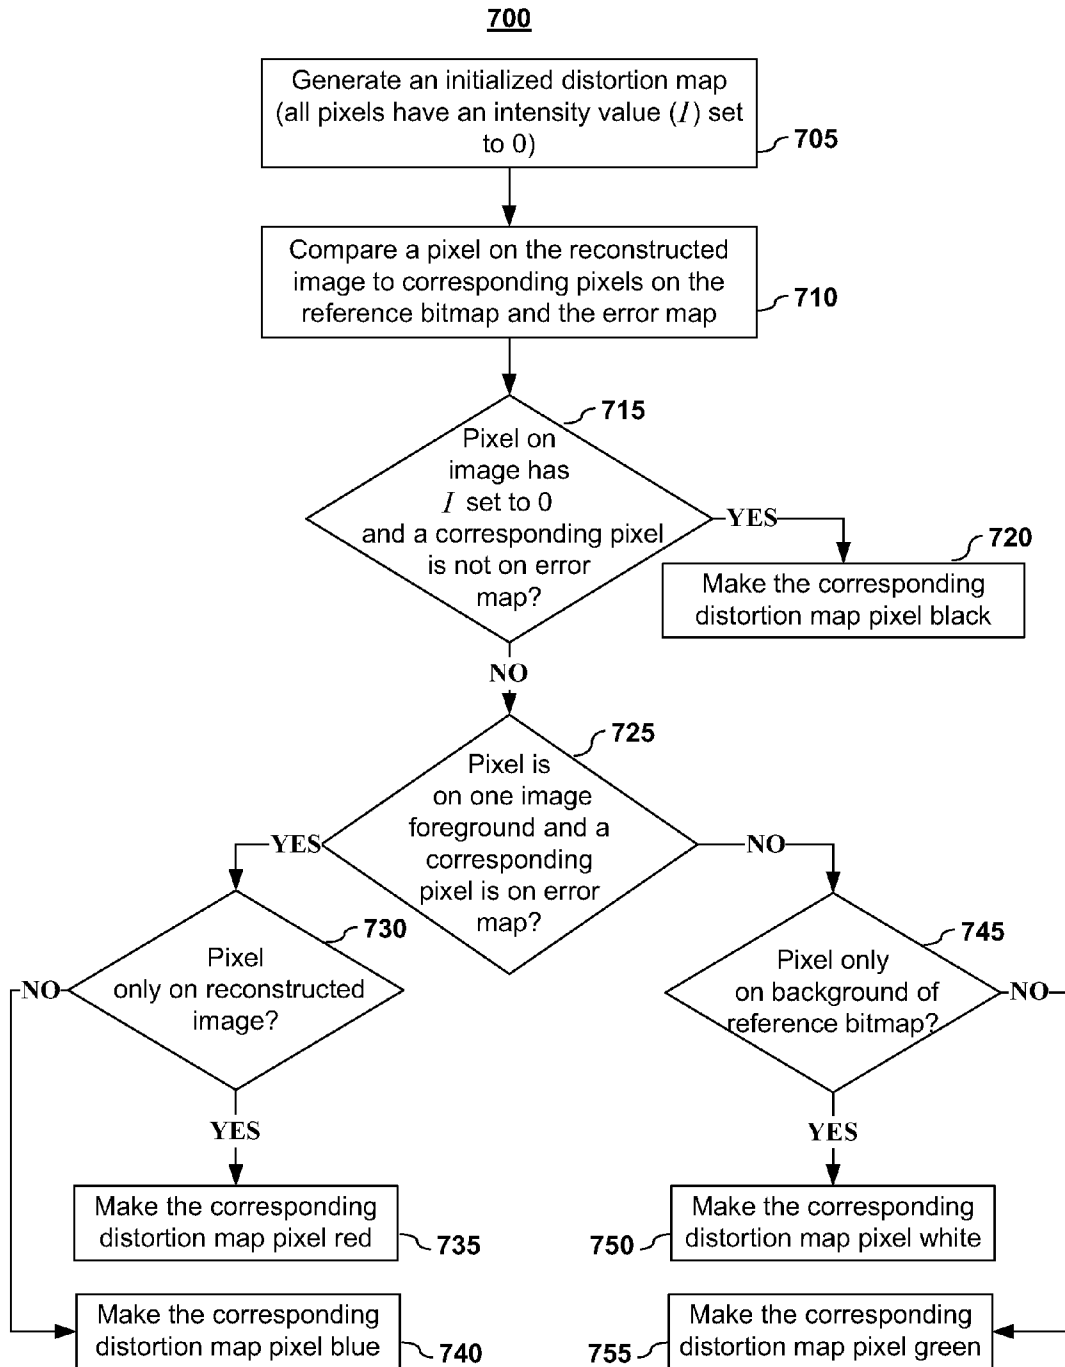 700
Generate an initialized distortion map
(all pixels have an intensity value (I) set
to 0)
705
Compare a pixel on the reconstructed
image to corresponding pixels on the
reference bitmap and the error map
710
715
Pixel on
image has
I set to 0
and a corresponding pixel
is not on error
map?
YES
720
Make the corresponding
distortion map pixel black
NO
725
Pixel is
on one image
foreground and a
corresponding
pixel is on error
map?
YES
NO
730
Pixel
only on reconstructed
image?
NO
745
Pixel only
on background of
reference bitmap?
NO
YES
YES
Make the corresponding
distortion map pixel red
735
750
Make the corresponding
distortion map pixel white
Make the corresponding
distortion map pixel blue
740
755
Make the corresponding
distortion map pixel green